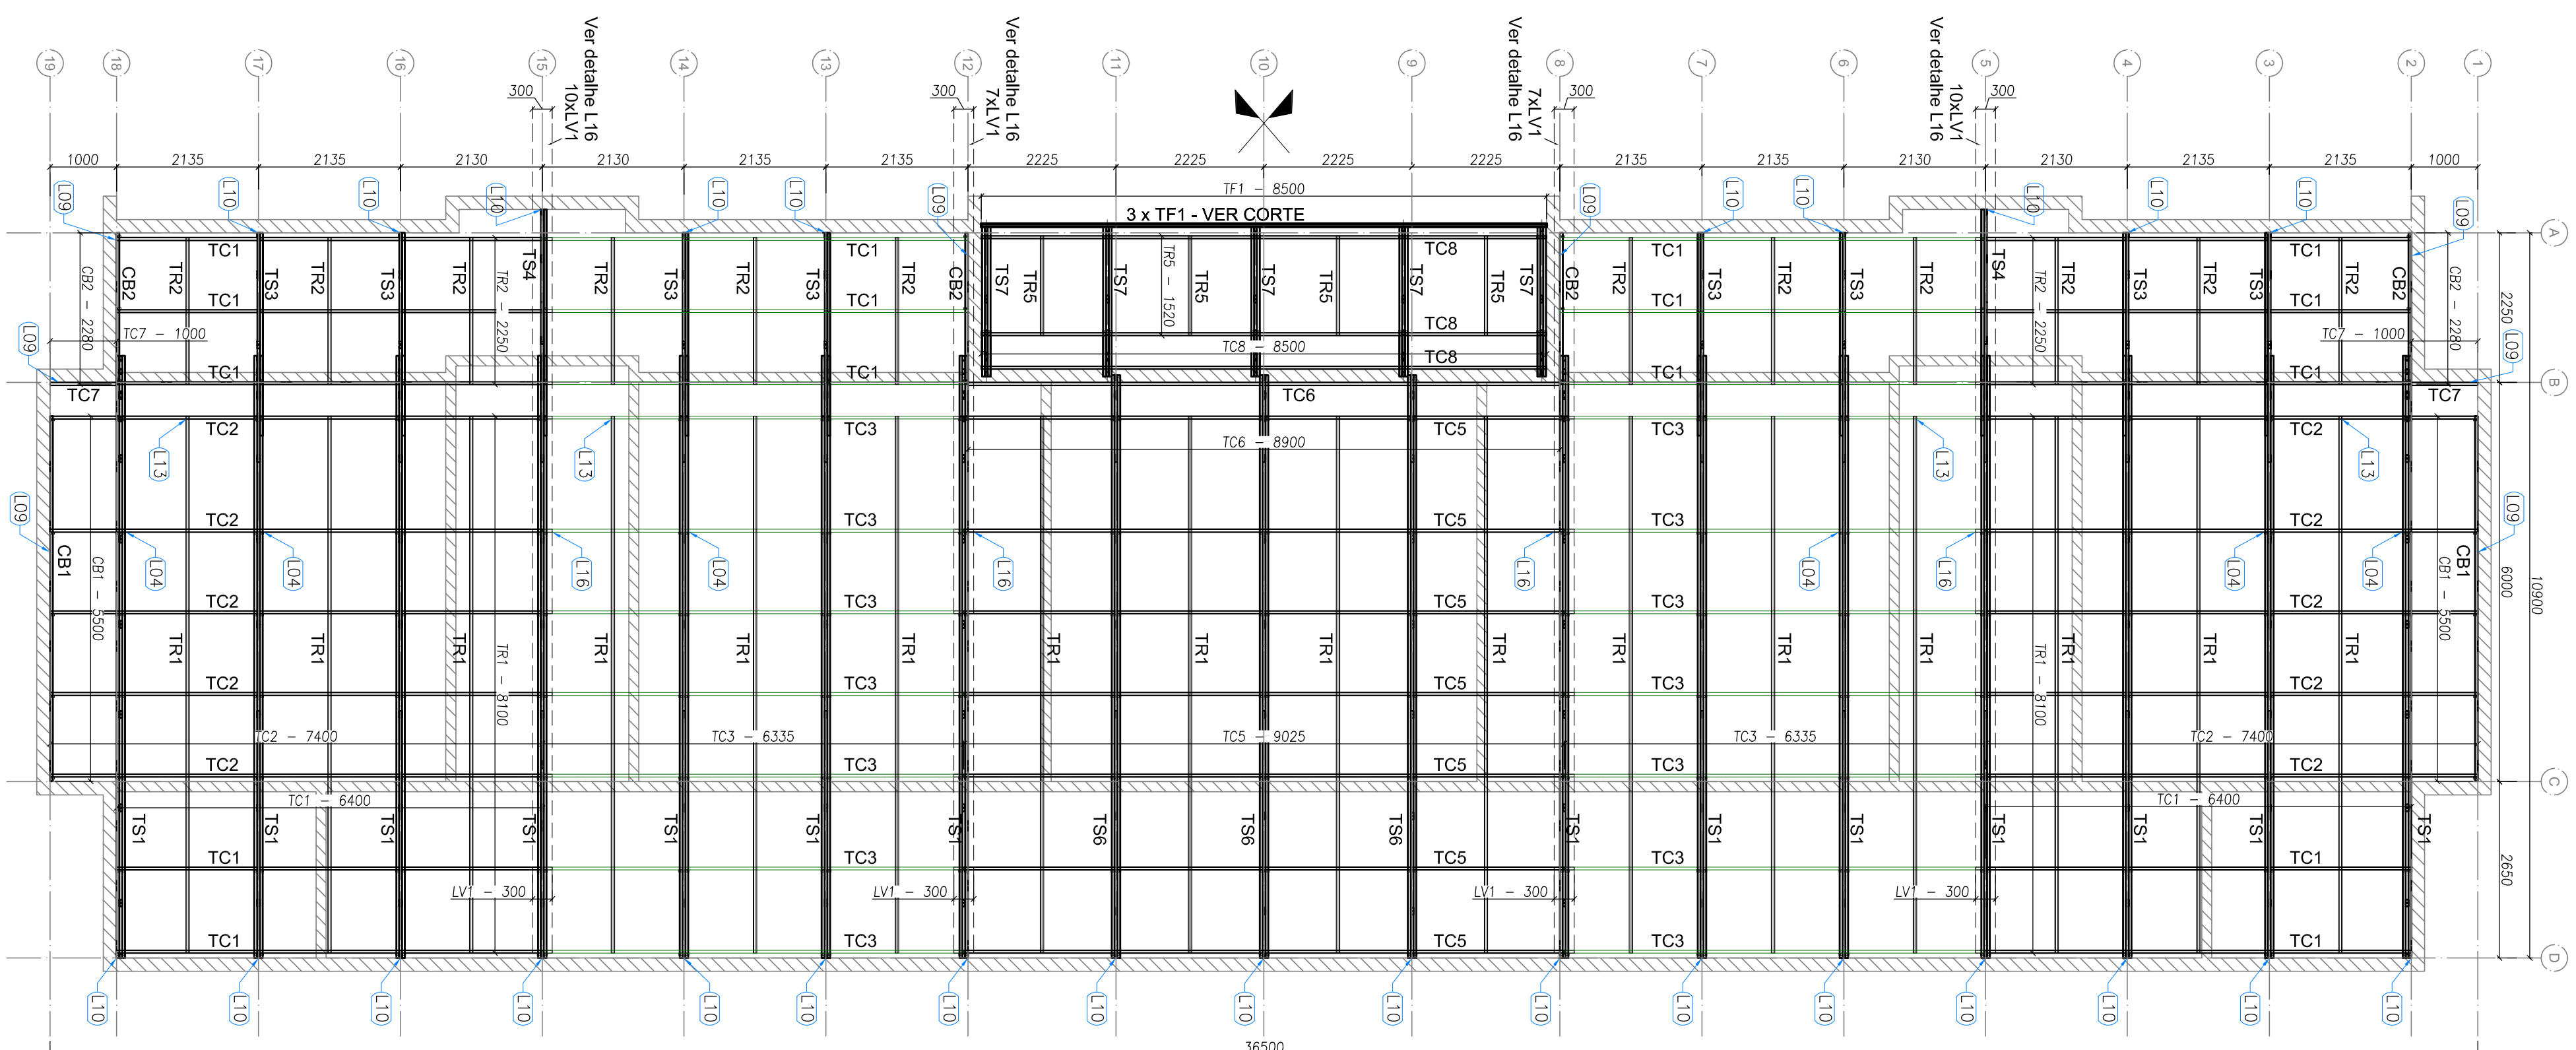 Ver detalhe L16
10xLV1
Ver detalhe L16
7xLV1
Ver detalhe L16
7xLV1
Ver detalhe L16
10xLV1
19 18 17 16 15 14 13 12 11 10 9 8 7 6 5 4 3 2 1
300 300 300 300
1000 2135 2135 2130 2130 2135 2135 2225 2225 2225 2225 2135 2135 2130 2130 2135 2135 1000
L09 L10 L10 L10 L10 L10 L09 L09 L10 L10 L10 L10 L10 L09
TF1 - 8500
3 x TF1 - VER CORTE
A
TC1 TC1 TC8 TC1 TC1
CB2 TR2 TS3 TR2 TS3 TR2 TS4 TR2 TS3 TR2 TS3 TR2 CB2 TS7 TR5 TS7 TR5 TS7 TR5 TS7 TR5 TS7 CB2 TR2 TS3 TR2 TS3 TR2 TS4 TR2 TS3 TR2 TS3 TR2 CB2
CB2 - 2280
TR2 - 2250
TR5 - 1520
TR2 - 2250
CB2 - 2280
2250
TC1 TC1 TC8 TC1 TC1
TC7 - 1000
TC8 - 8500
TC7 - 1000
L09 TC1 TC1 TC8 TC1 TC1 L09
B
TC7 TC6 TC7
TC2 TC3 TC5 TC3 TC2
L13 L13 L13 L13
TC6 - 8900
L09 L09
TC2 TC3 TC5 TC3 TC2
CB1 L04 L04 L16 L04 L16 L16 L04 L16 L04 L04 CB1
CB1 - 5500
CB1 - 5500
6000
10900
TC2 TC3 TC5 TC3 TC2
TR1 TR1 TR1 TR1 TR1 TR1 TR1 TR1 TR1 TR1 TR1 TR1 TR1 TR1 TR1 TR1
TR1 - 8100
TR1 - 8100
TC2 TC3 TC5 TC3 TC2
TC2 - 7400
TC3 - 6335
TC5 - 9025
TC3 - 6335
TC2 - 7400
TC2 TC3 TC5 TC3 TC2
C
TC1 - 6400
TC1 - 6400
TS1 TS1 TS1 TS1 TS1 TS1 TS1 TS6 TS6 TS6 TS1 TS1 TS1 TS1 TS1 TS1 TS1
TC1 TC3 TC5 TC3 TC1
2650
LV1 - 300
LV1 - 300
LV1 - 300
LV1 - 300
TC1 TC3 TC5 TC3 TC1
D
L10 L10 L10 L10 L10 L10 L10 L10 L10 L10 L10 L10 L10 L10 L10 L10 L10
36500